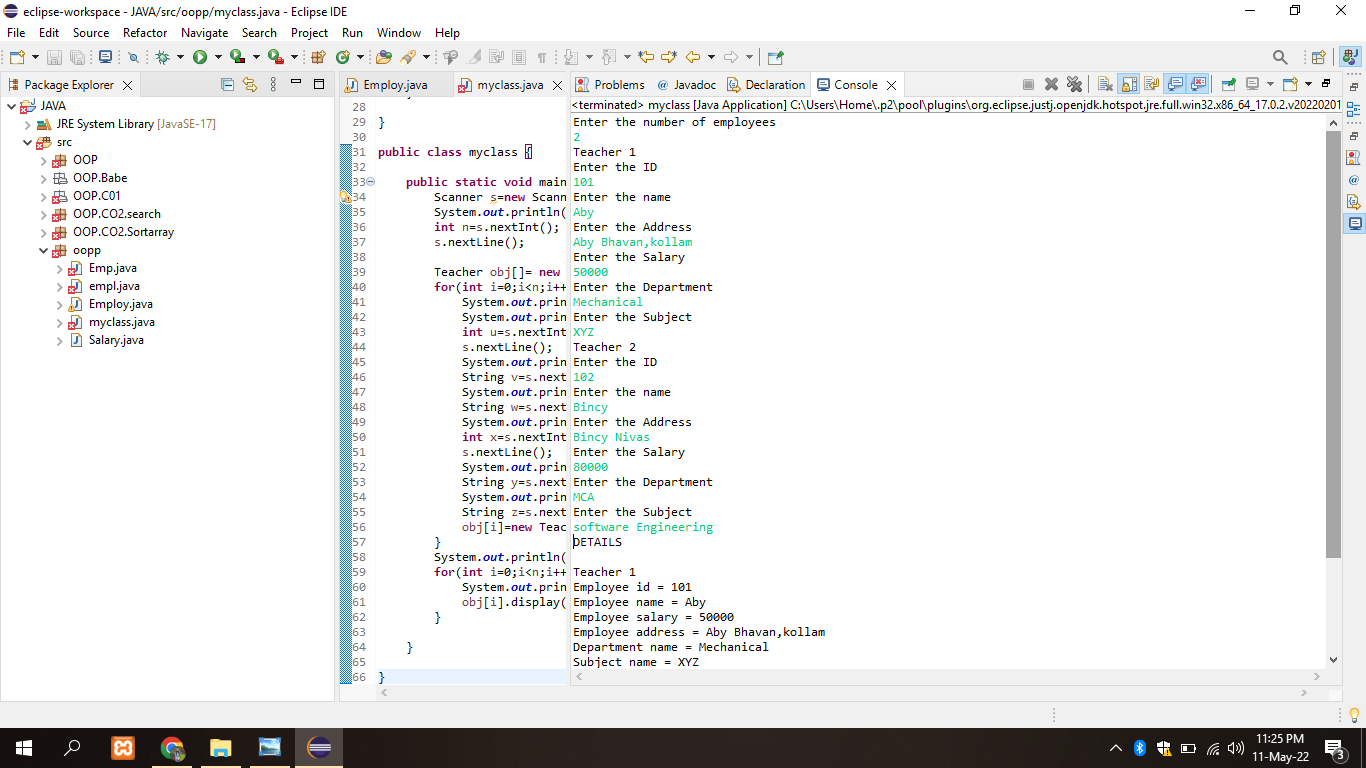 eclipse-workspace - JAVA/src/oopp/myclass.java - Eclipse IDE
File Edit Source Refactor Navigate Search Project Run Window Help
Package Explorer
JAVA
JRE System Library [JavaSE-17]
src
OOP
OOP.Babe
OOP.C01
OOP.CO2.search
OOP.CO2.Sortarray
oopp
Emp.java
empl.java
Employ.java
myclass.java
Salary.java
Employ.java myclass.java
28
29 }
30
31 public class myclass {
32
33 public static void main
34 Scanner s=new Scann
35 System.out.println(
36 int n=s.nextInt();
37 s.nextLine();
38
39 Teacher obj[]= new
40 for(int i=0;i<n;i++
41 System.out.prin
42 System.out.prin
43 int u=s.nextInt
44 s.nextLine();
45 System.out.prin
46 String v=s.next
47 System.out.prin
48 String w=s.next
49 System.out.prin
50 int x=s.nextInt
51 s.nextLine();
52 System.out.prin
53 String y=s.next
54 System.out.prin
55 String z=s.next
56 obj[i]=new Teac
57 }
58 System.out.println(
59 for(int i=0;i<n;i++
60 System.out.prin
61 obj[i].display(
62 }
63
64 }
65
66 }
Problems Javadoc Declaration Console
<terminated> myclass [Java Application] C:\Users\Home\.p2\pool\plugins\org.eclipse.justj.openjdk.hotspot.jre.full.win32.x86_64_17.0.2.v20220201
Enter the number of employees
2
Teacher 1
Enter the ID
101
Enter the name
Aby
Enter the Address
Aby Bhavan,kollam
Enter the Salary
50000
Enter the Department
Mechanical
Enter the Subject
XYZ
Teacher 2
Enter the ID
102
Enter the name
Bincy
Enter the Address
Bincy Nivas
Enter the Salary
80000
Enter the Department
MCA
Enter the Subject
software Engineering
DETAILS
Teacher 1
Employee id = 101
Employee name = Aby
Employee salary = 50000
Employee address = Aby Bhavan,kollam
Department name = Mechanical
Subject name = XYZ
11:25 PM
11-May-22
3